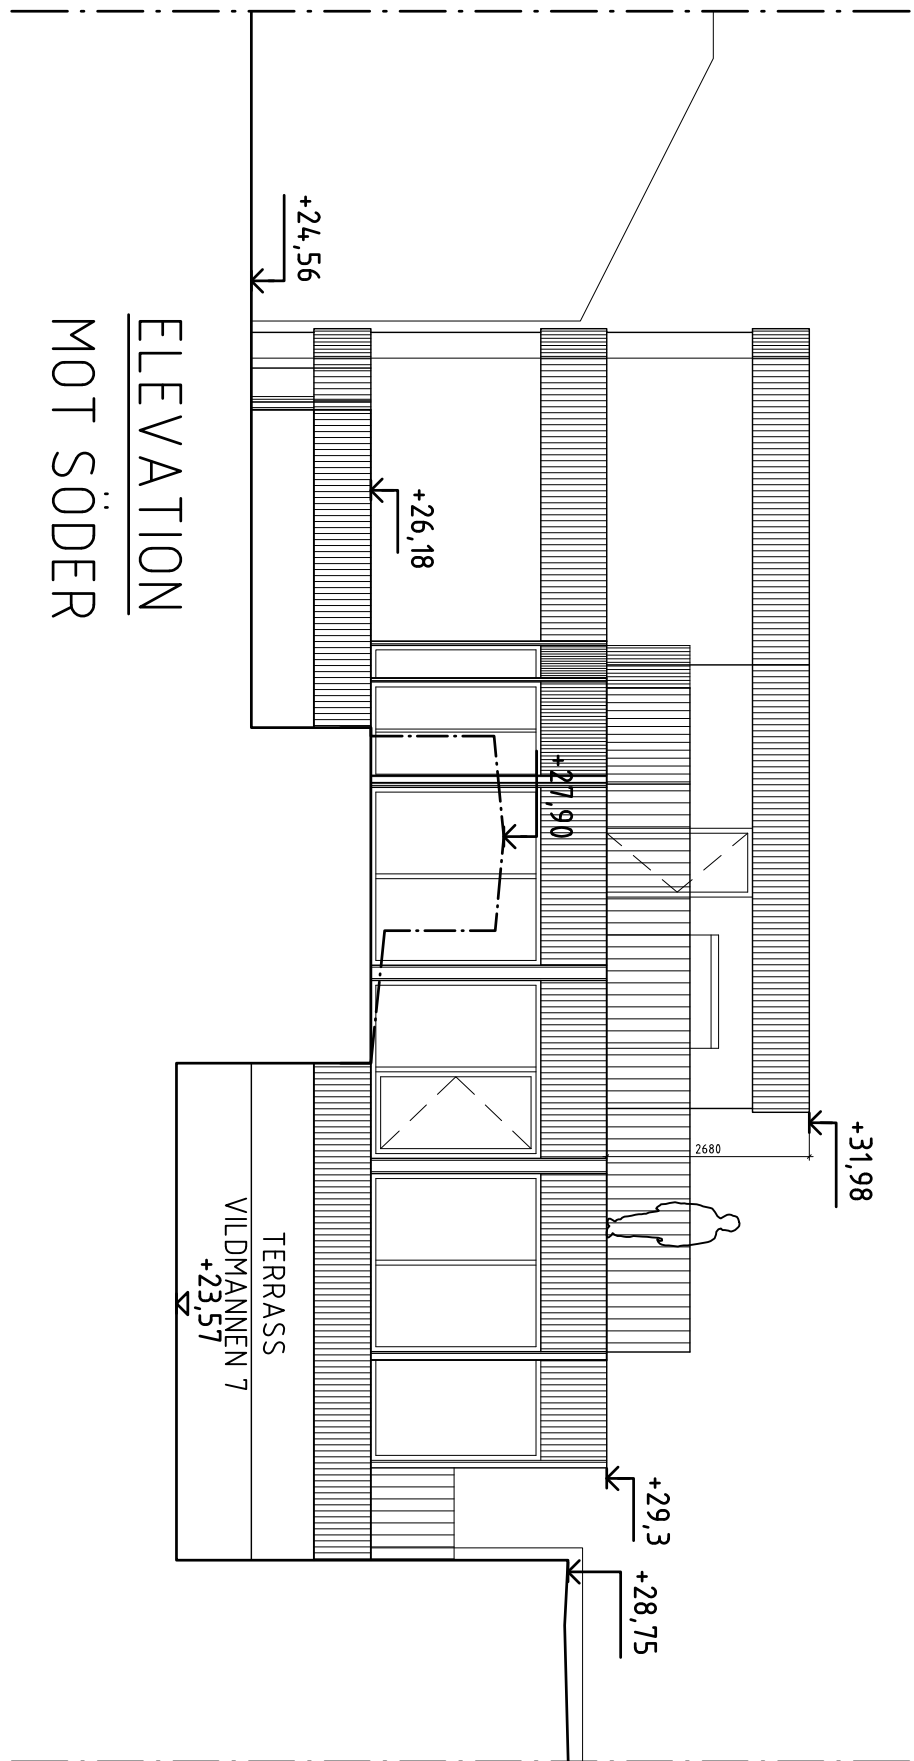 +31,98
2680
+29,3
+28,75
+27,90
+26,18
+24,56
TERRASS
VILDMANNEN 7
+23,57
ELEVATION
MOT SÖDER